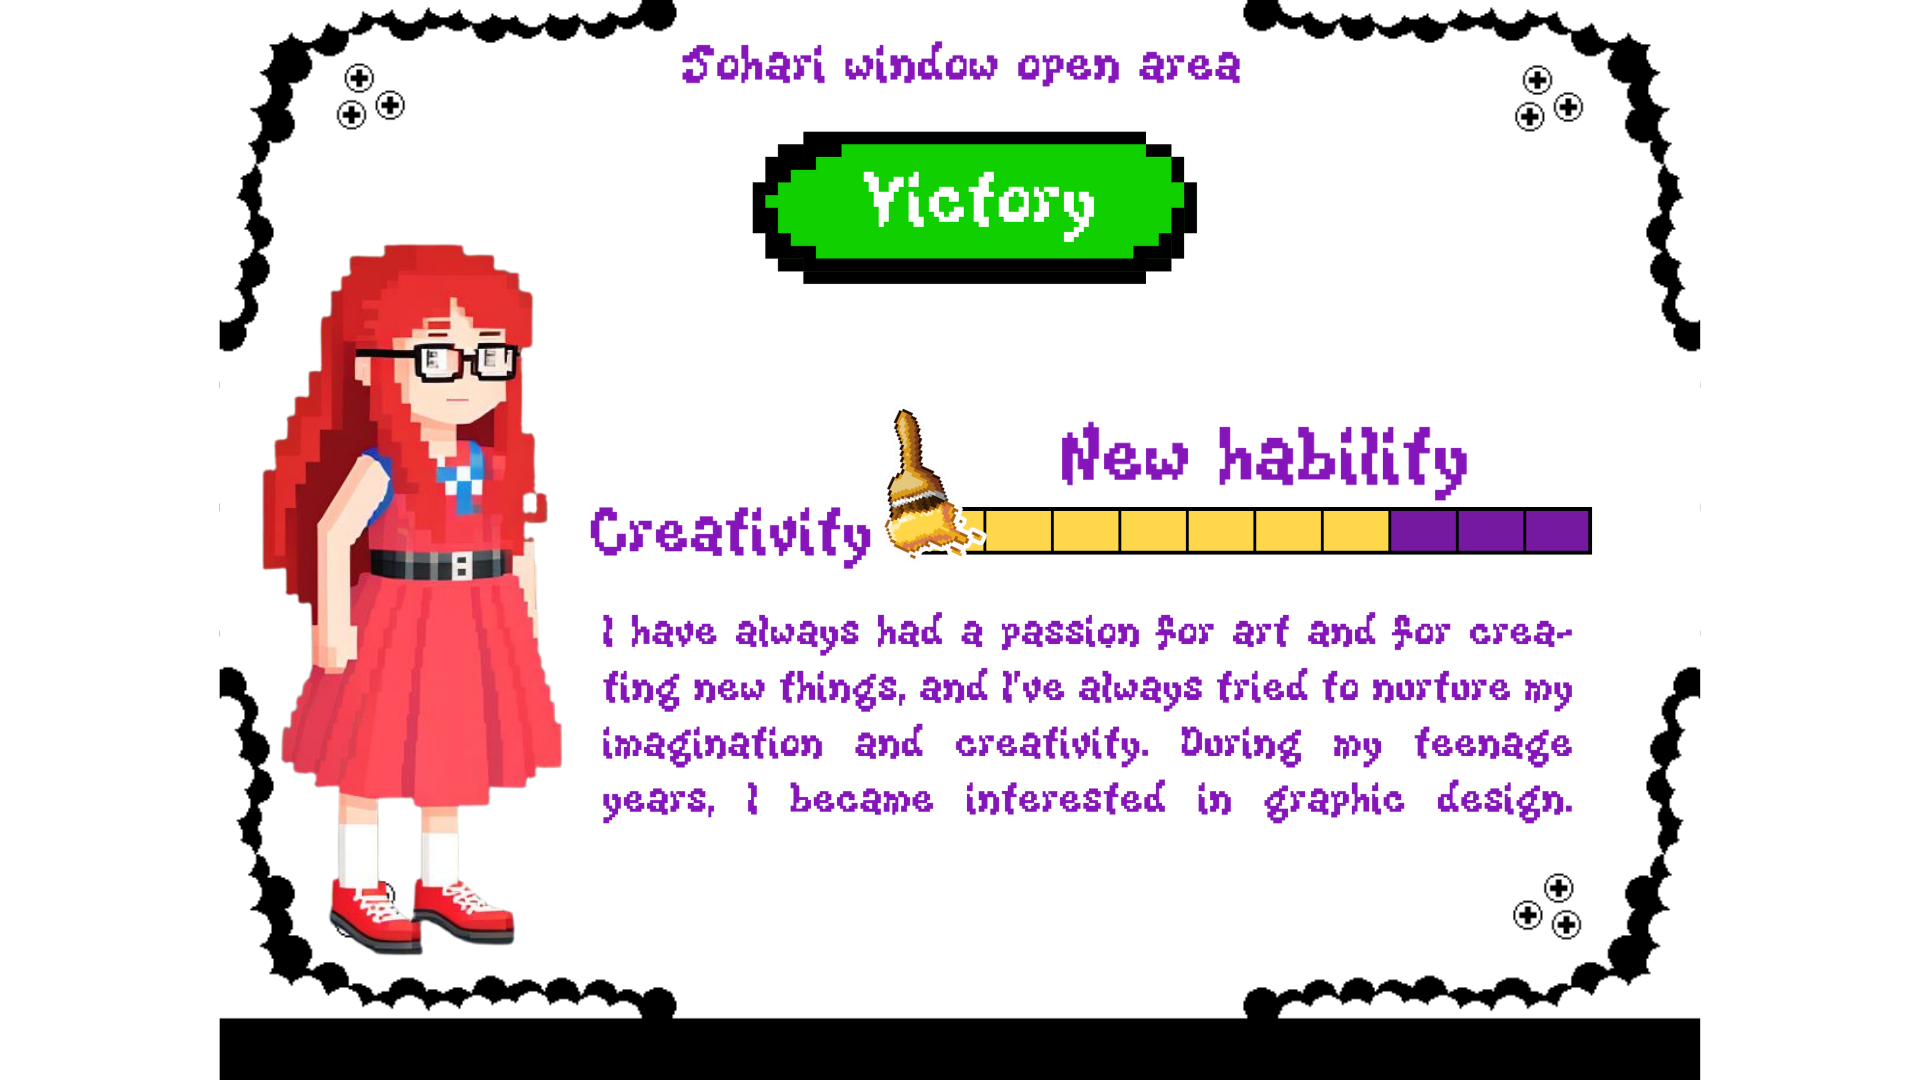 Johari window open area
Victory
New hability
Creativity
I have always had a passion for art and for crea-
ting new things, and I've always tried to nurture my
imagination and creativity. During my teenage
years, I became interested in graphic design.